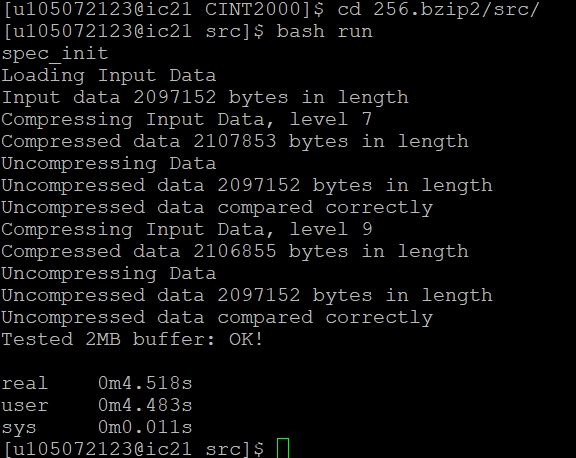 [u105072123@ic21 CINT2000]$ cd 256.bzip2/src/
[u105072123@ic21 src]$ bash run
spec_init
Loading Input Data
Input data 2097152 bytes in length
Compressing Input Data, level 7
Compressed data 2107853 bytes in length
Uncompressing Data
Uncompressed data 2097152 bytes in length
Uncompressed data compared correctly
Compressing Input Data, level 9
Compressed data 2106855 bytes in length
Uncompressing Data
Uncompressed data 2097152 bytes in length
Uncompressed data compared correctly
Tested 2MB buffer: OK!
real 0m4.518s
user 0m4.483s
sys 0m0.011s
[u105072123@ic21 src]$